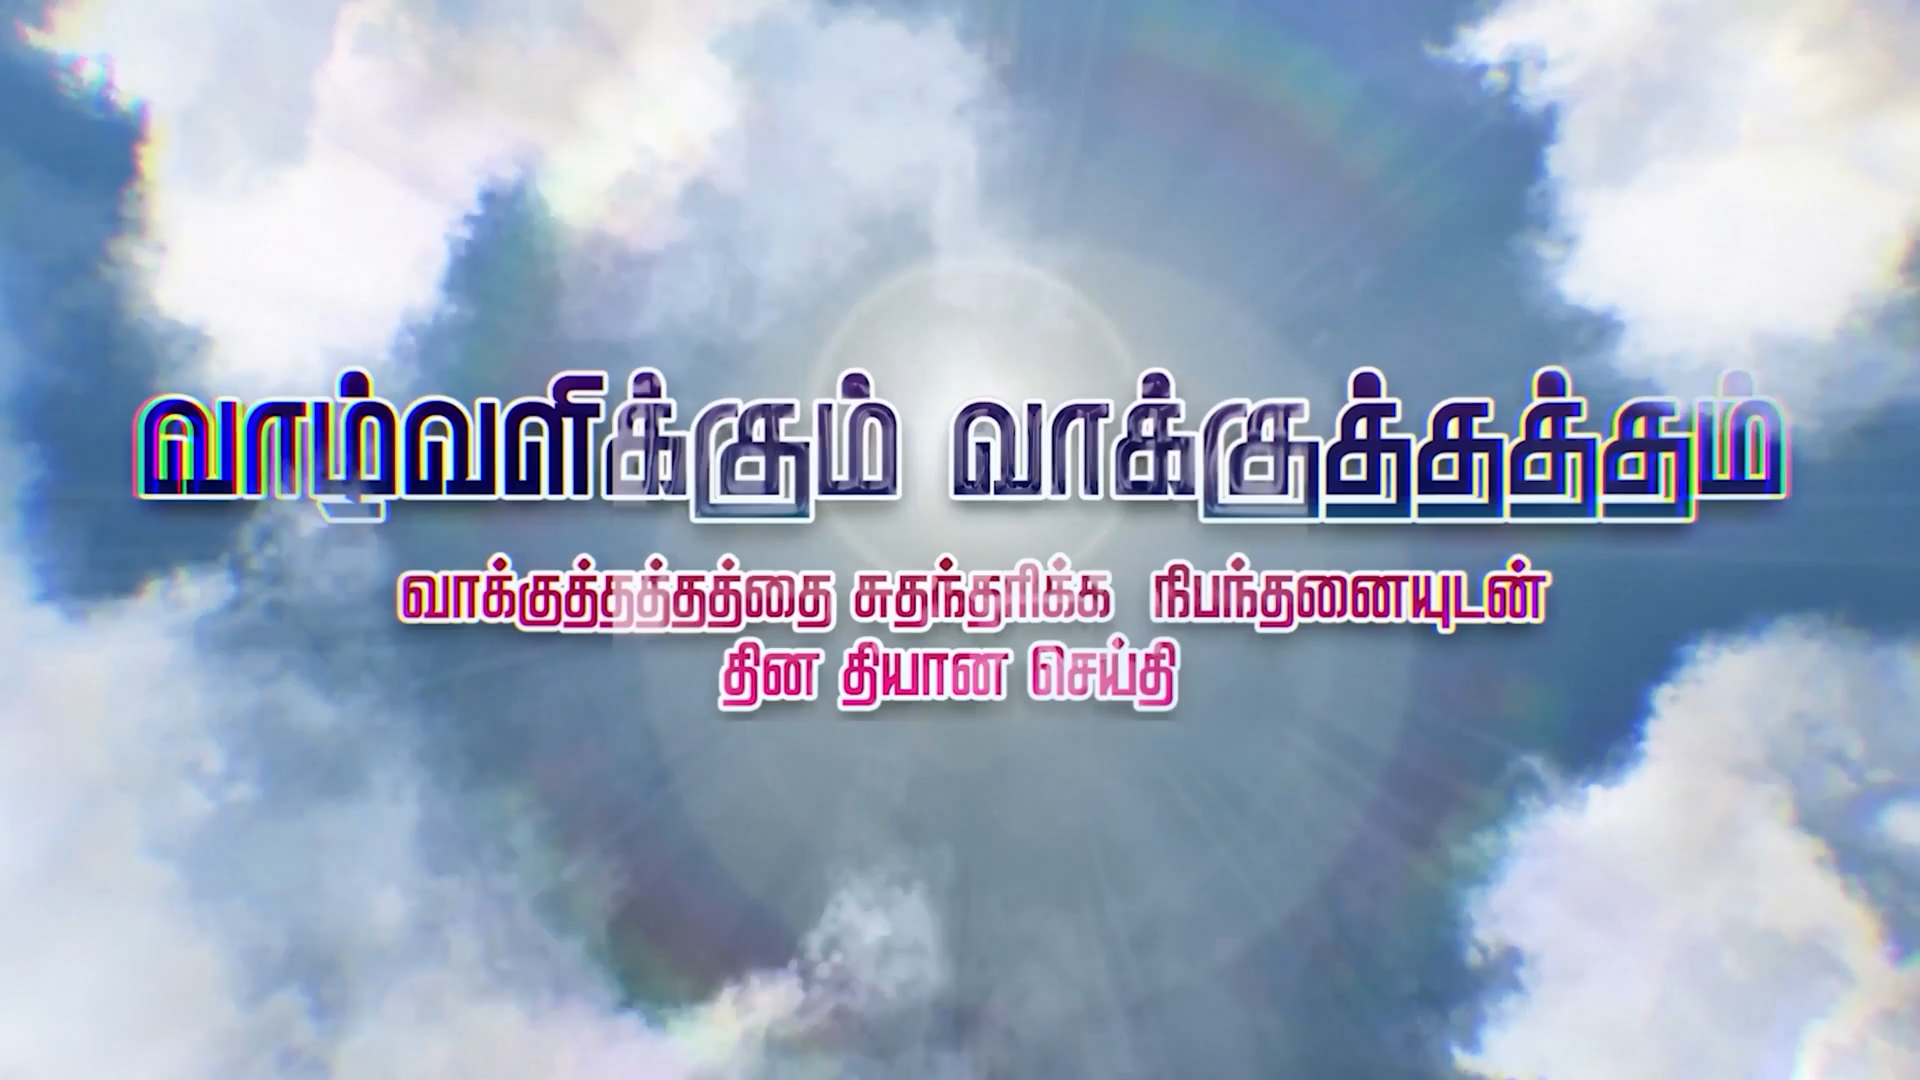 வாழ்வளிக்கும் வாக்குத்தத்தம்
வாக்குத்தத்தத்தை சுதந்தரிக்க நிபந்தனையுடன்
தின தியான செய்தி